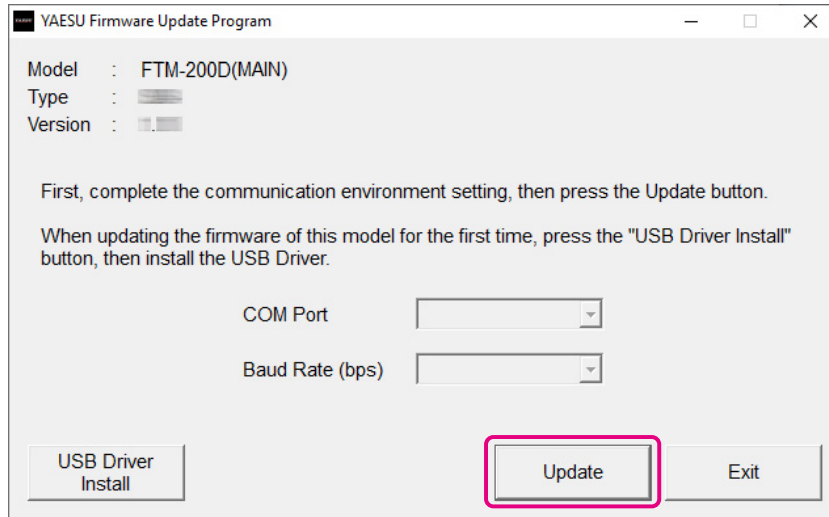 YAESU Firmware Update Program
Model : FTM-200D(MAIN)
Type :
Version :
First, complete the communication environment setting, then press the Update button.
When updating the firmware of this model for the first time, press the "USB Driver Install"
button, then install the USB Driver.
COM Port
Baud Rate (bps)
USB Driver
Install
Update
Exit